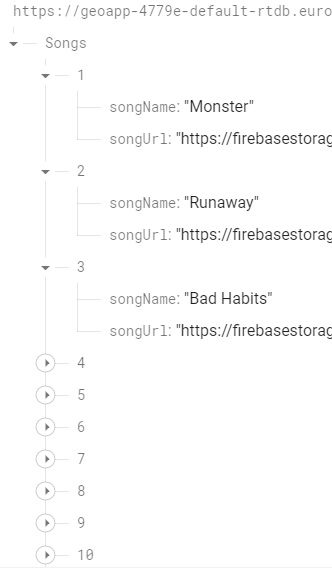 https://geoapp-4779e-default-rtdb.euro
Songs
1
songName: "Monster"
songUrl: "https://firebasestorag
2
songName: "Runaway"
songUrl: "https://firebasestorag
3
songName: "Bad Habits"
songUrl: "https://firebasestorag
4
5
6
7
8
9
10